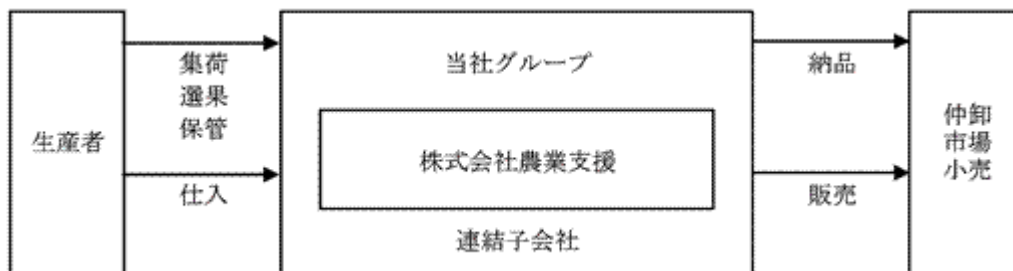 生産者
集荷
選果
保管
仕入
当社グループ
株式会社農業支援
連結子会社
納品
販売
仲卸
市場
小売